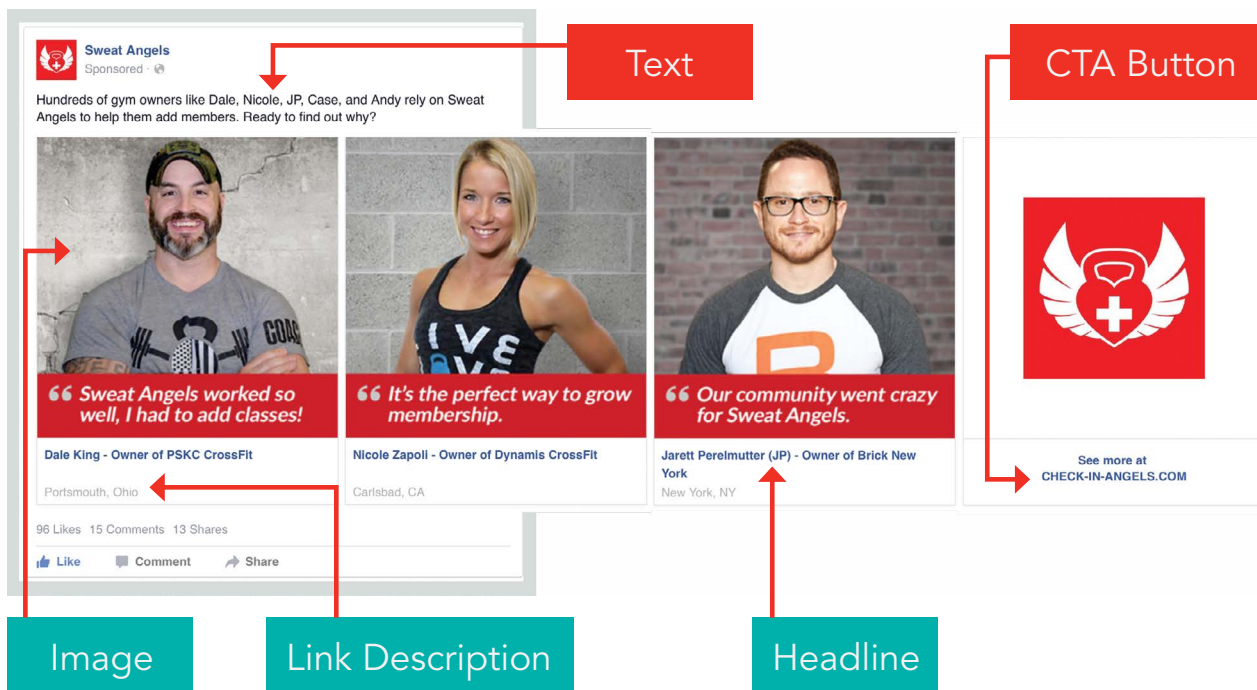 Sweat Angels
Sponsored ·
Text
CTA Button
Hundreds of gym owners like Dale, Nicole, JP, Case, and Andy rely on Sweat
Angels to help them add members. Ready to find out why?
COAC
LIVE
“ Sweat Angels worked so
well, I had to add classes!
“ It's the perfect way to grow
membership.
“ Our community went crazy
for Sweat Angels.
Dale King - Owner of PSKC CrossFit
Portsmouth, Ohio
Nicole Zapoli - Owner of Dynamis CrossFit
Carlsbad, CA
Jarett Perelmutter (JP) - Owner of Brick New
York
New York, NY
See more at
CHECK-IN-ANGELS.COM
96 Likes 15 Comments 13 Shares
Like Comment Share
Image
Link Description
Headline